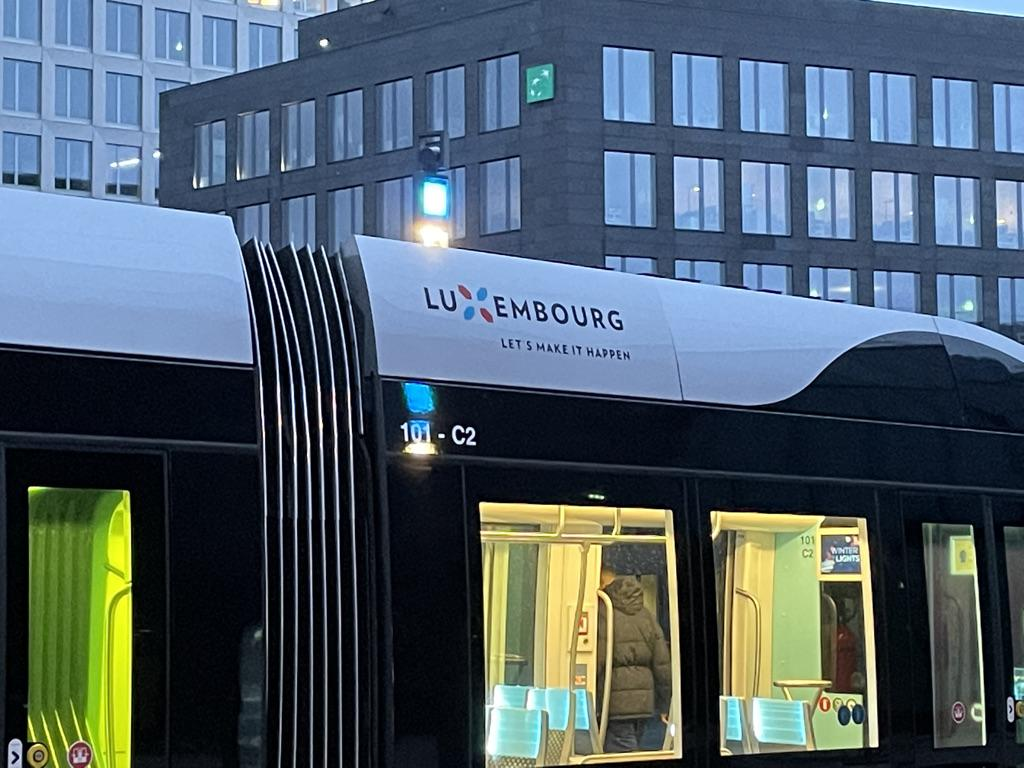 LUXEMBOURG
LET'S MAKE IT HAPPEN
101 - C2
101
C2
WINTER
LIGHTS